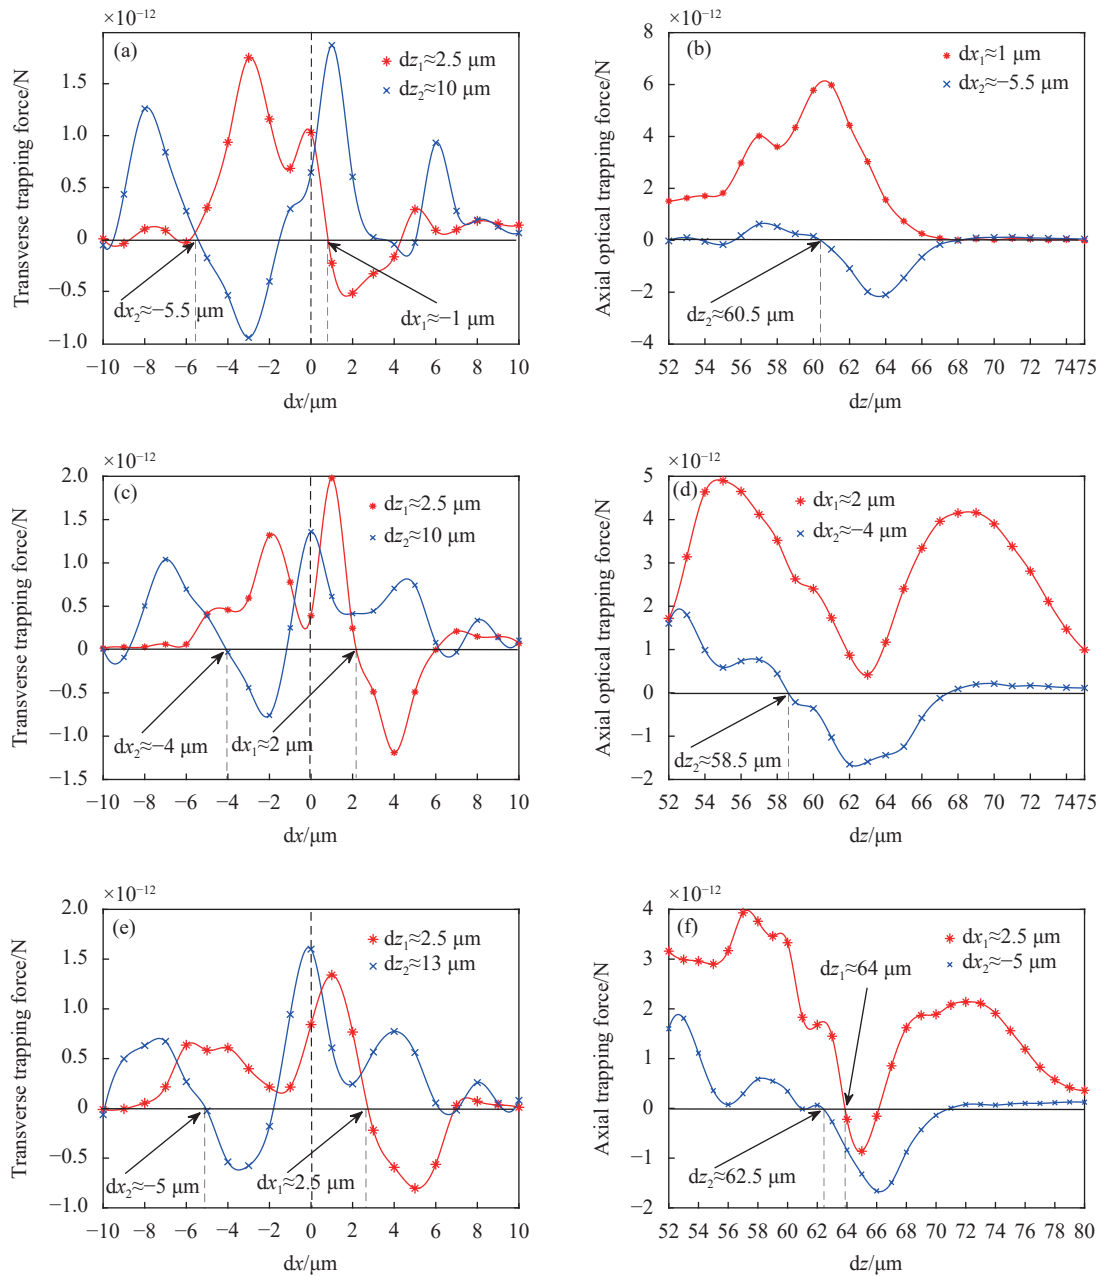 ×10⁻¹²
(a)
dz₁≈2.5 μm
dz₂≈10 μm
1.5
1.0
0.5
0
−0.5
−1.0
Transverse trapping force/N
dx₂≈−5.5 μm
dx₁≈−1 μm
−10 −8 −6 −4 −2 0 2 4 6 8 10
dx/μm
×10⁻¹²
(b)
dx₁≈1 μm
dx₂≈−5.5 μm
8
6
4
2
0
−2
−4
Axial optical trapping force/N
dz₂≈60.5 μm
52 54 56 58 60 62 64 66 68 70 72 7475
dz/μm
×10⁻¹²
(c)
dz₁≈2.5 μm
dz₂≈10 μm
2.0
1.5
1.0
0.5
0
−0.5
−1.0
−1.5
Transverse trapping force/N
dx₂≈−4 μm
dx₁≈2 μm
−10 −8 −6 −4 −2 0 2 4 6 8 10
dx/μm
×10⁻¹²
(d)
dx₁≈2 μm
dx₂≈−4 μm
5
4
3
2
1
0
−1
−2
Axial optical trapping force/N
dz₂≈58.5 μm
52 54 56 58 60 62 64 66 68 70 72 7475
dz/μm
×10⁻¹²
(e)
dz₁≈2.5 μm
dz₂≈13 μm
2.0
1.5
1.0
0.5
0
−0.5
−1.0
Transverse trapping force/N
dx₂≈−5 μm
dx₁≈2.5 μm
−10 −8 −6 −4 −2 0 2 4 6 8 10
dx/μm
×10⁻¹²
(f)
dx₁≈2.5 μm
dx₂≈−5 μm
dz₁≈64 μm
4
3
2
1
0
−1
−2
Axial trapping force/N
dz₂≈62.5 μm
52 54 56 58 60 62 64 66 68 70 72 74 76 78 80
dz/μm